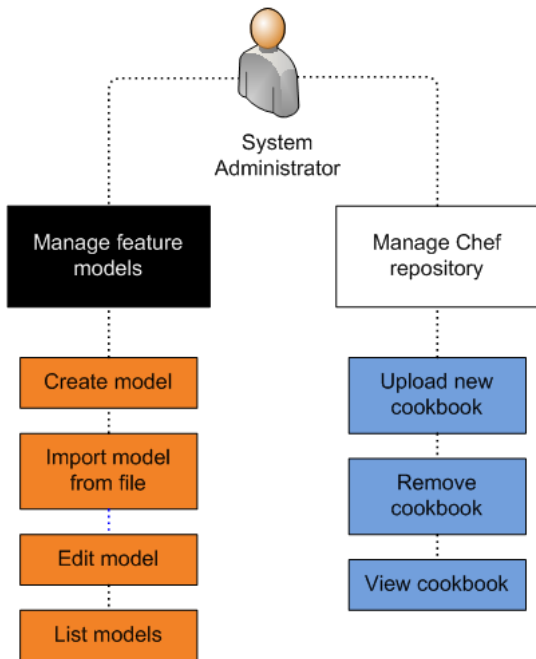 System
Administrator
Manage feature
models
Create model
Import model
from file
Edit model
List models
Manage Chef
repository
Upload new
cookbook
Remove
cookbook
View cookbook